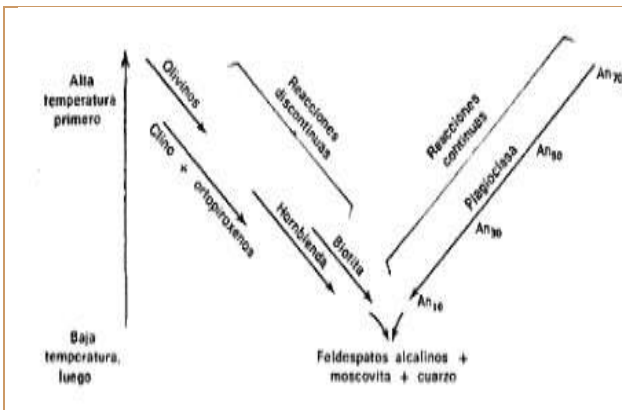 Alta
temperatura
primero
Olivinos
Clino + ortopiroxenos
Reacciones
discontinuas
Hornblenda
Biotita
Reacciones
continuas
Plagioclasa
An70
An50
An30
An10
Baja
temperatura,
luego
Feldespatos alcalinos +
moscovita + cuarzo